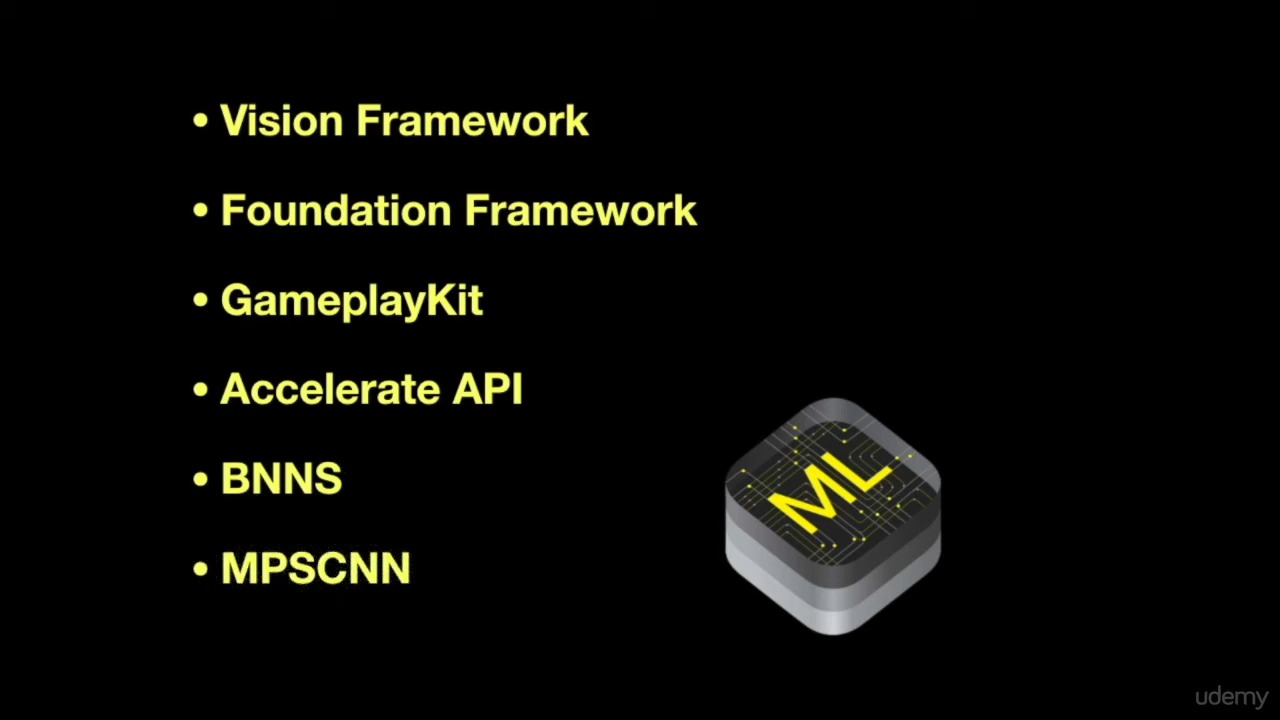 • Vision Framework
• Foundation Framework
• GameplayKit
• Accelerate API
• BNNS
• MPSCNN
ML
udemy